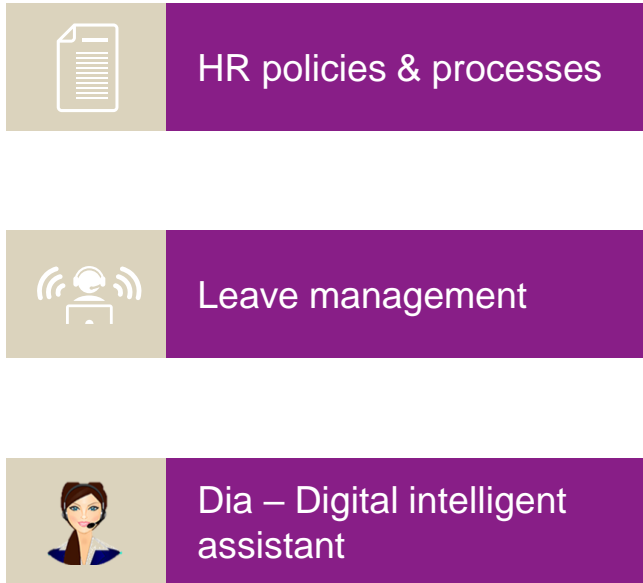 HR policies & processes
Leave management
Dia – Digital intelligent
assistant